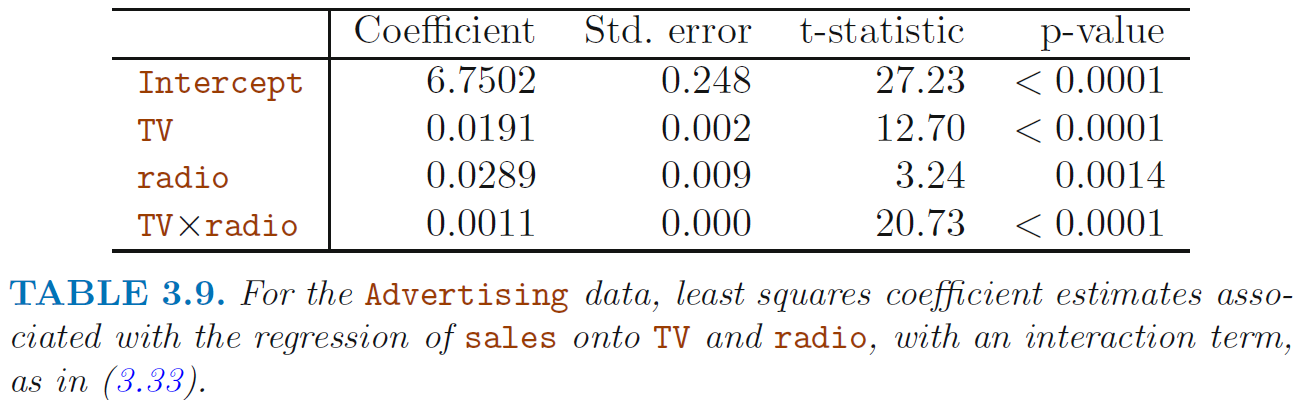 Coefficient Std. error t-statistic p-value
Intercept 6.7502 0.248 27.23 < 0.0001
TV 0.0191 0.002 12.70 < 0.0001
radio 0.0289 0.009 3.24 0.0014
TV×radio 0.0011 0.000 20.73 < 0.0001
TABLE 3.9. For the Advertising data, least squares coefficient estimates asso-
ciated with the regression of sales onto TV and radio, with an interaction term,
as in (3.33).